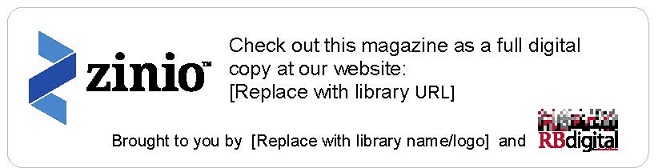 zinio™
Check out this magazine as a full digital
copy at our website:
[Replace with library URL]
Brought to you by [Replace with library name/logo] and
RBdigital